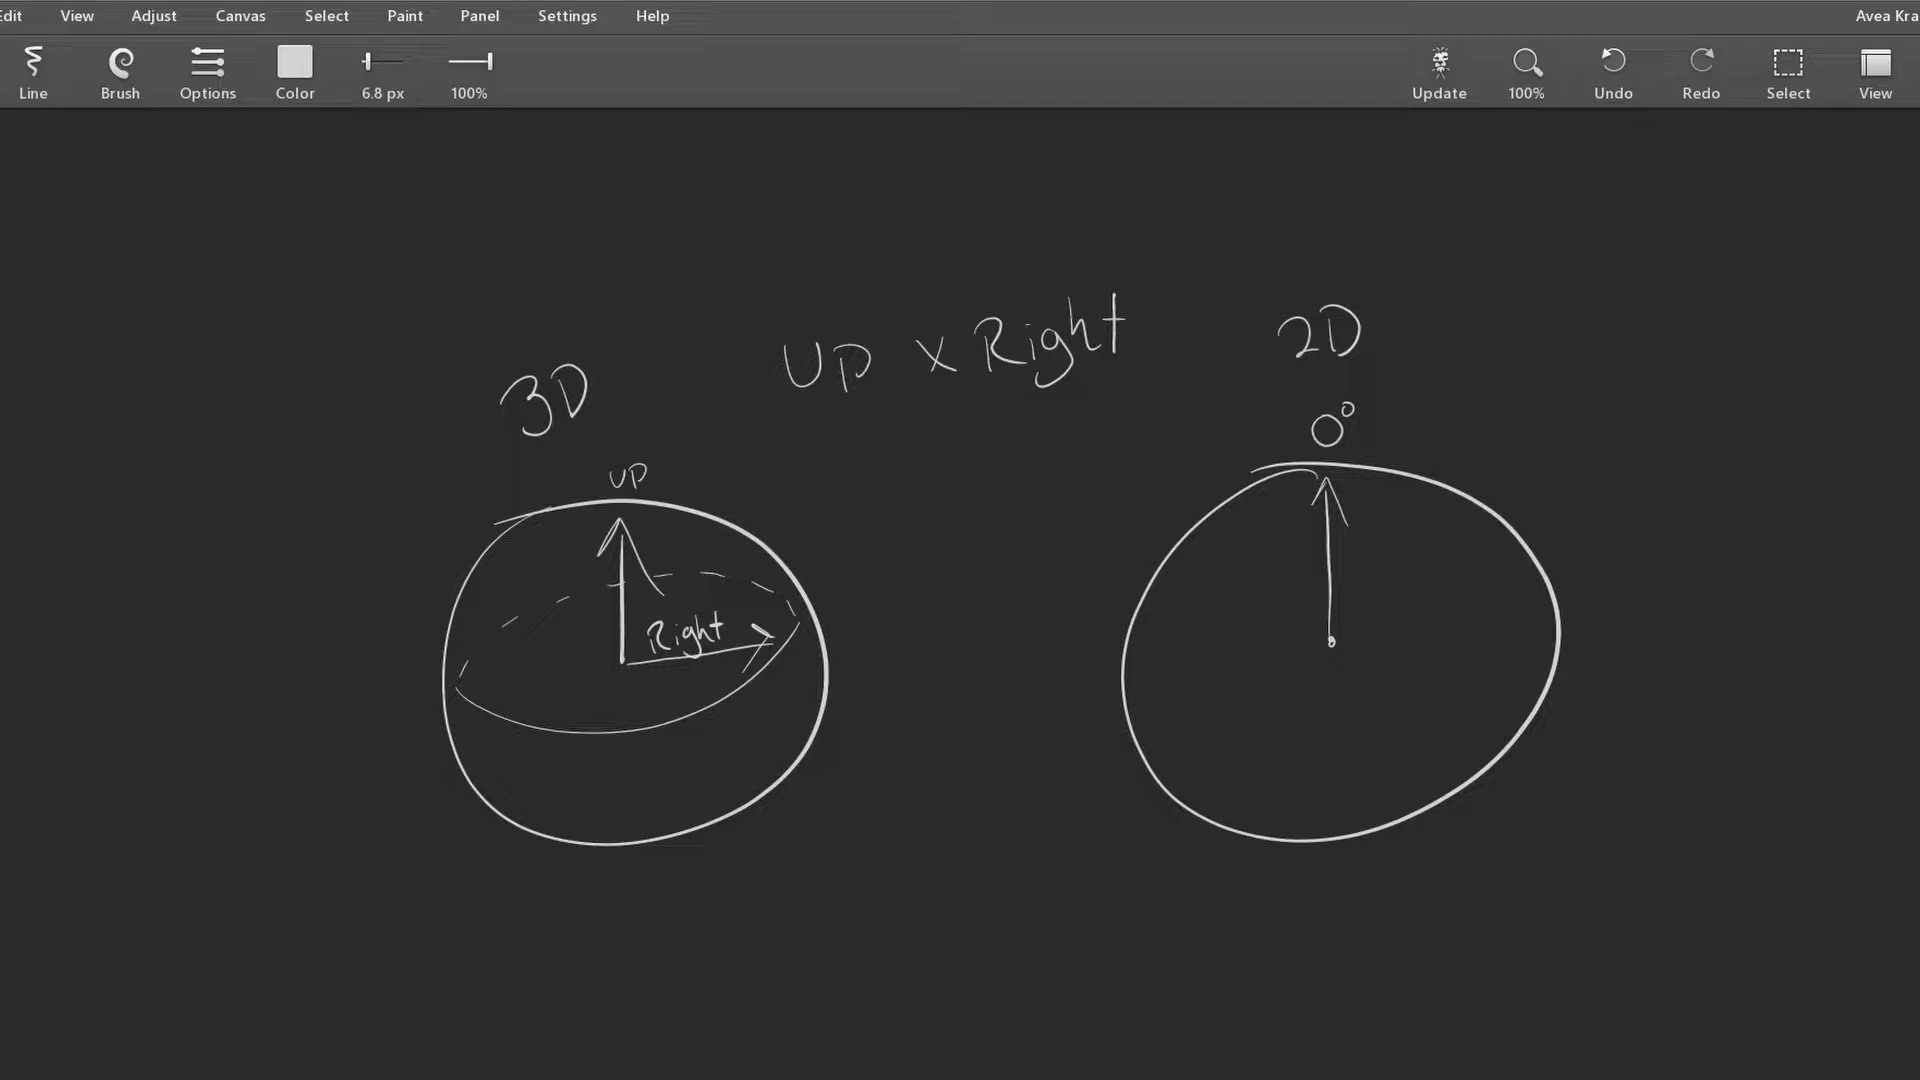 Edit View Adjust Canvas Select Paint Panel Settings Help Avea Kra
Line Brush Options Color 6.8 px 100% Update 100% Undo Redo Select View
UP x Right
2D
3D
0°
UP
Right